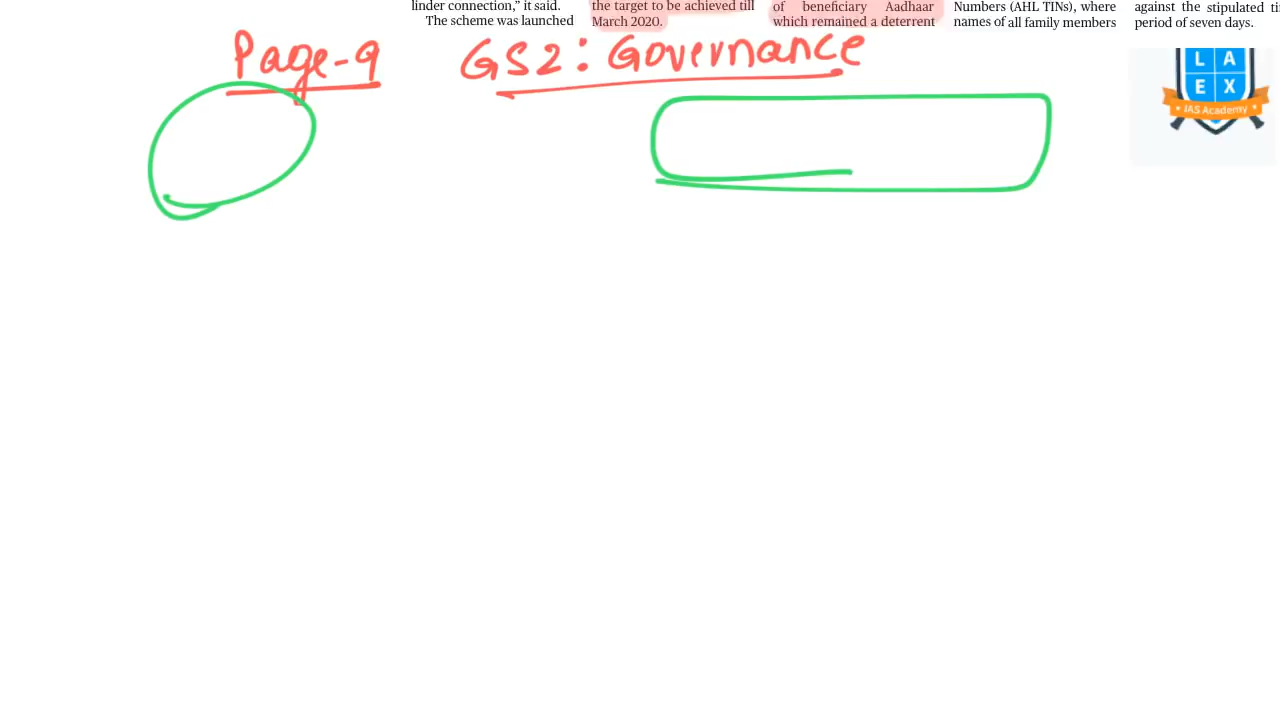 linder connection,” it said.
The scheme was launched
the target to be achieved till
March 2020.
of beneficiary Aadhaar
which remained a deterrent
Numbers (AHL TINs), where
names of all family members
against the stipulated ti
period of seven days.
Page-9 GS2: Governance
L A
E X
IAS Academy